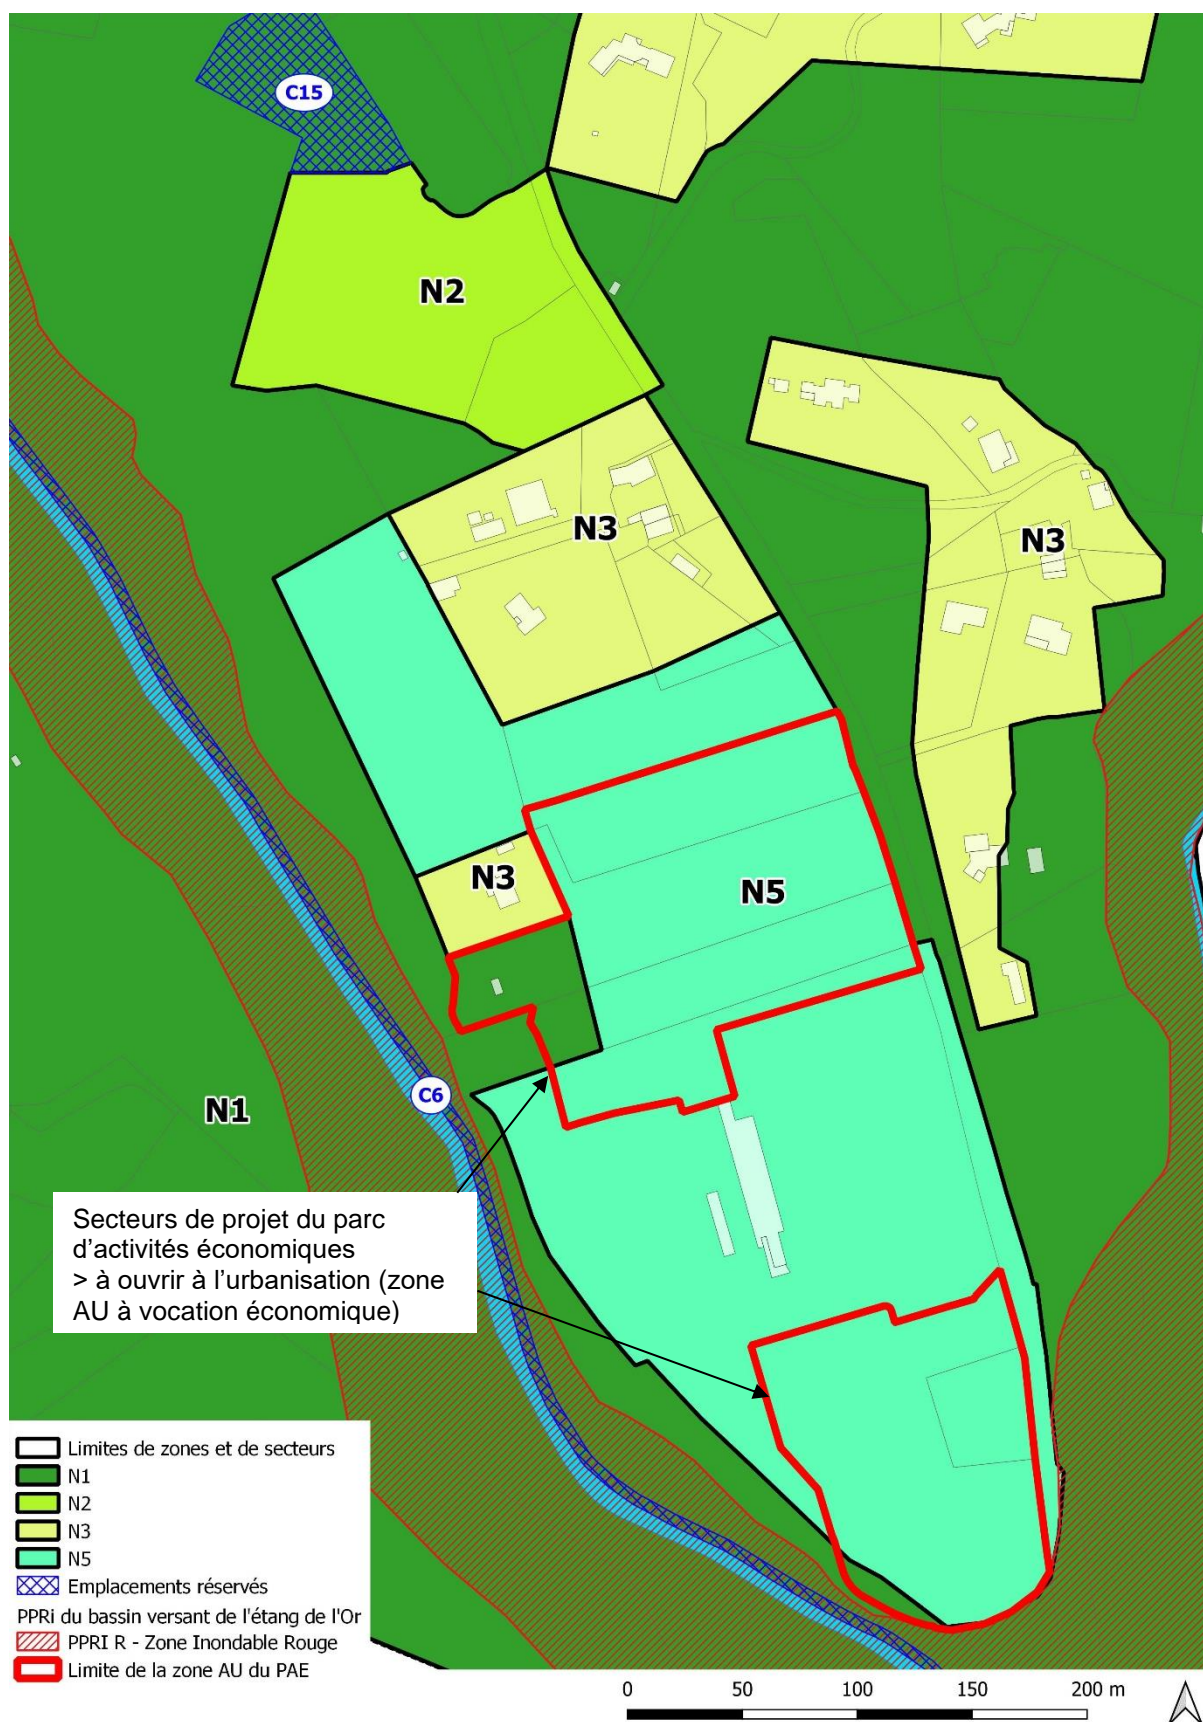 C15
N2
N3
N3
N3
N5
C6
N1
Secteurs de projet du parc
d’activités économiques
> à ouvrir à l’urbanisation (zone
AU à vocation économique)
Limites de zones et de secteurs
N1
N2
N3
N5
Emplacements réservés
PPRi du bassin versant de l'étang de l'Or
PPRI R - Zone Inondable Rouge
Limite de la zone AU du PAE
0 50 100 150 200 m